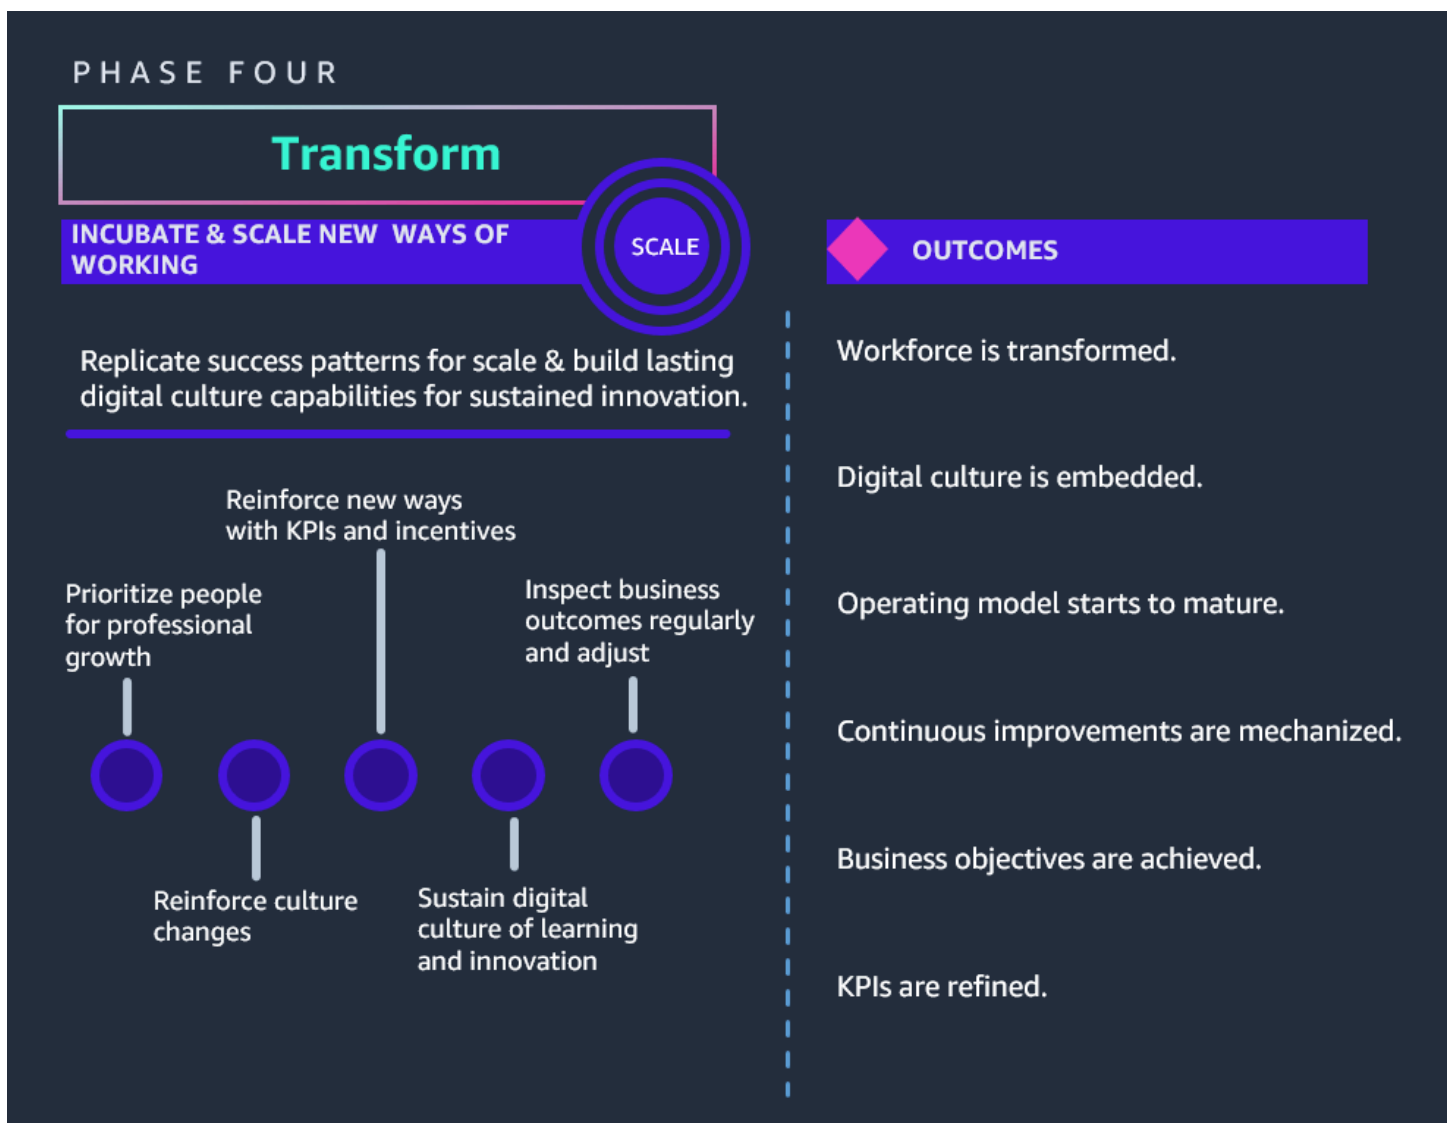 PHASE FOUR
Transform
INCUBATE & SCALE NEW WAYS OF
WORKING
SCALE
Replicate success patterns for scale & build lasting
digital culture capabilities for sustained innovation.
Reinforce new ways
with KPIs and incentives
Prioritize people
for professional
growth
Inspect business
outcomes regularly
and adjust
Reinforce culture
changes
Sustain digital
culture of learning
and innovation
OUTCOMES
Workforce is transformed.
Digital culture is embedded.
Operating model starts to mature.
Continuous improvements are mechanized.
Business objectives are achieved.
KPIs are refined.